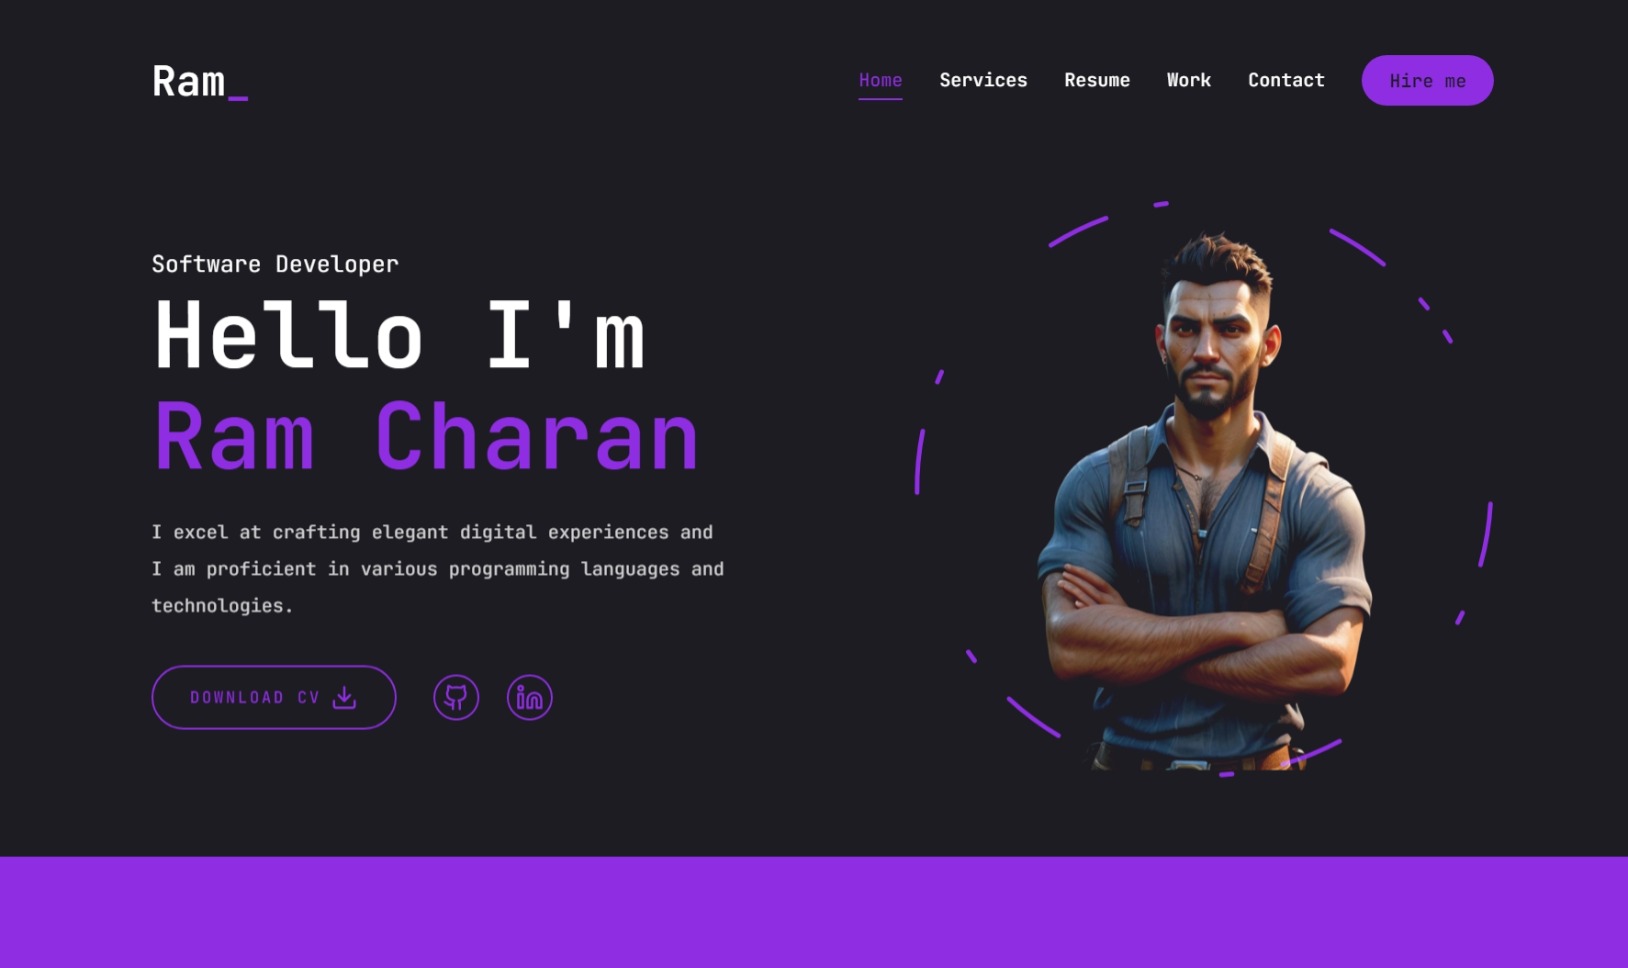 Ram_
Home Services Resume Work Contact Hire me
Software Developer
Hello I'm
Ram Charan
I excel at crafting elegant digital experiences and
I am proficient in various programming languages and
technologies.
DOWNLOAD CV